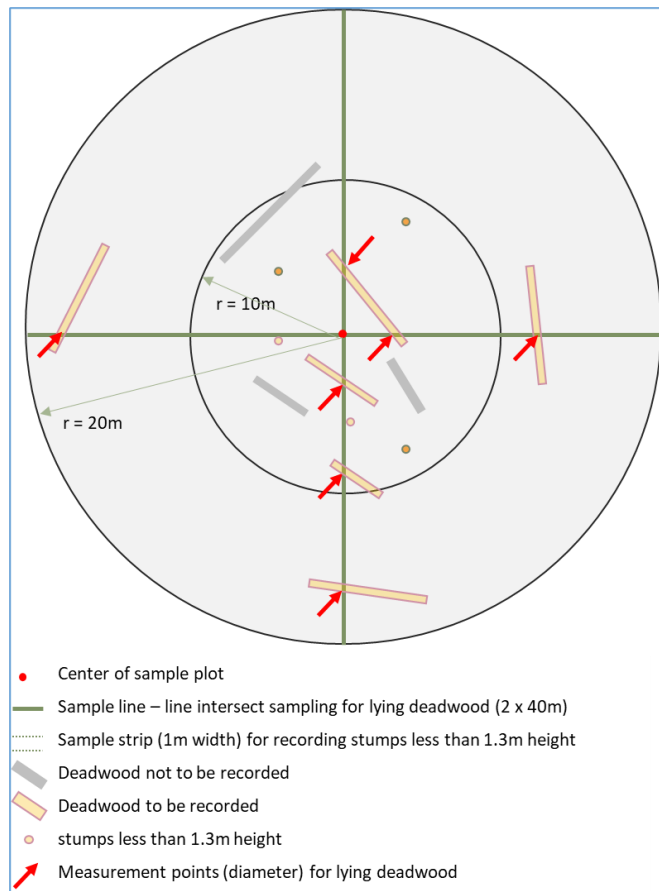 r = 10m
r = 20m
Center of sample plot
Sample line – line intersect sampling for lying deadwood (2 x 40m)
Sample strip (1m width) for recording stumps less than 1.3m height
Deadwood not to be recorded
Deadwood to be recorded
stumps less than 1.3m height
Measurement points (diameter) for lying deadwood